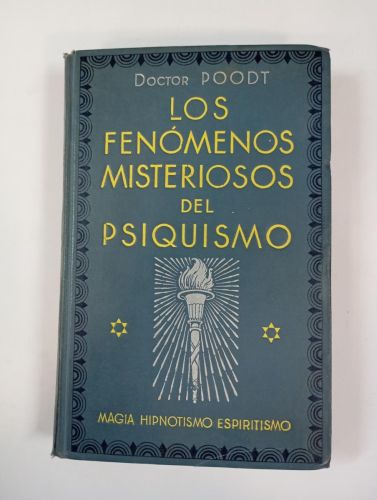 DOCTOR POODT
LOS
FENÓMENOS
MISTERIOSOS
DEL
PSIQUISMO
MAGIA HIPNOTISMO ESPIRITISMO